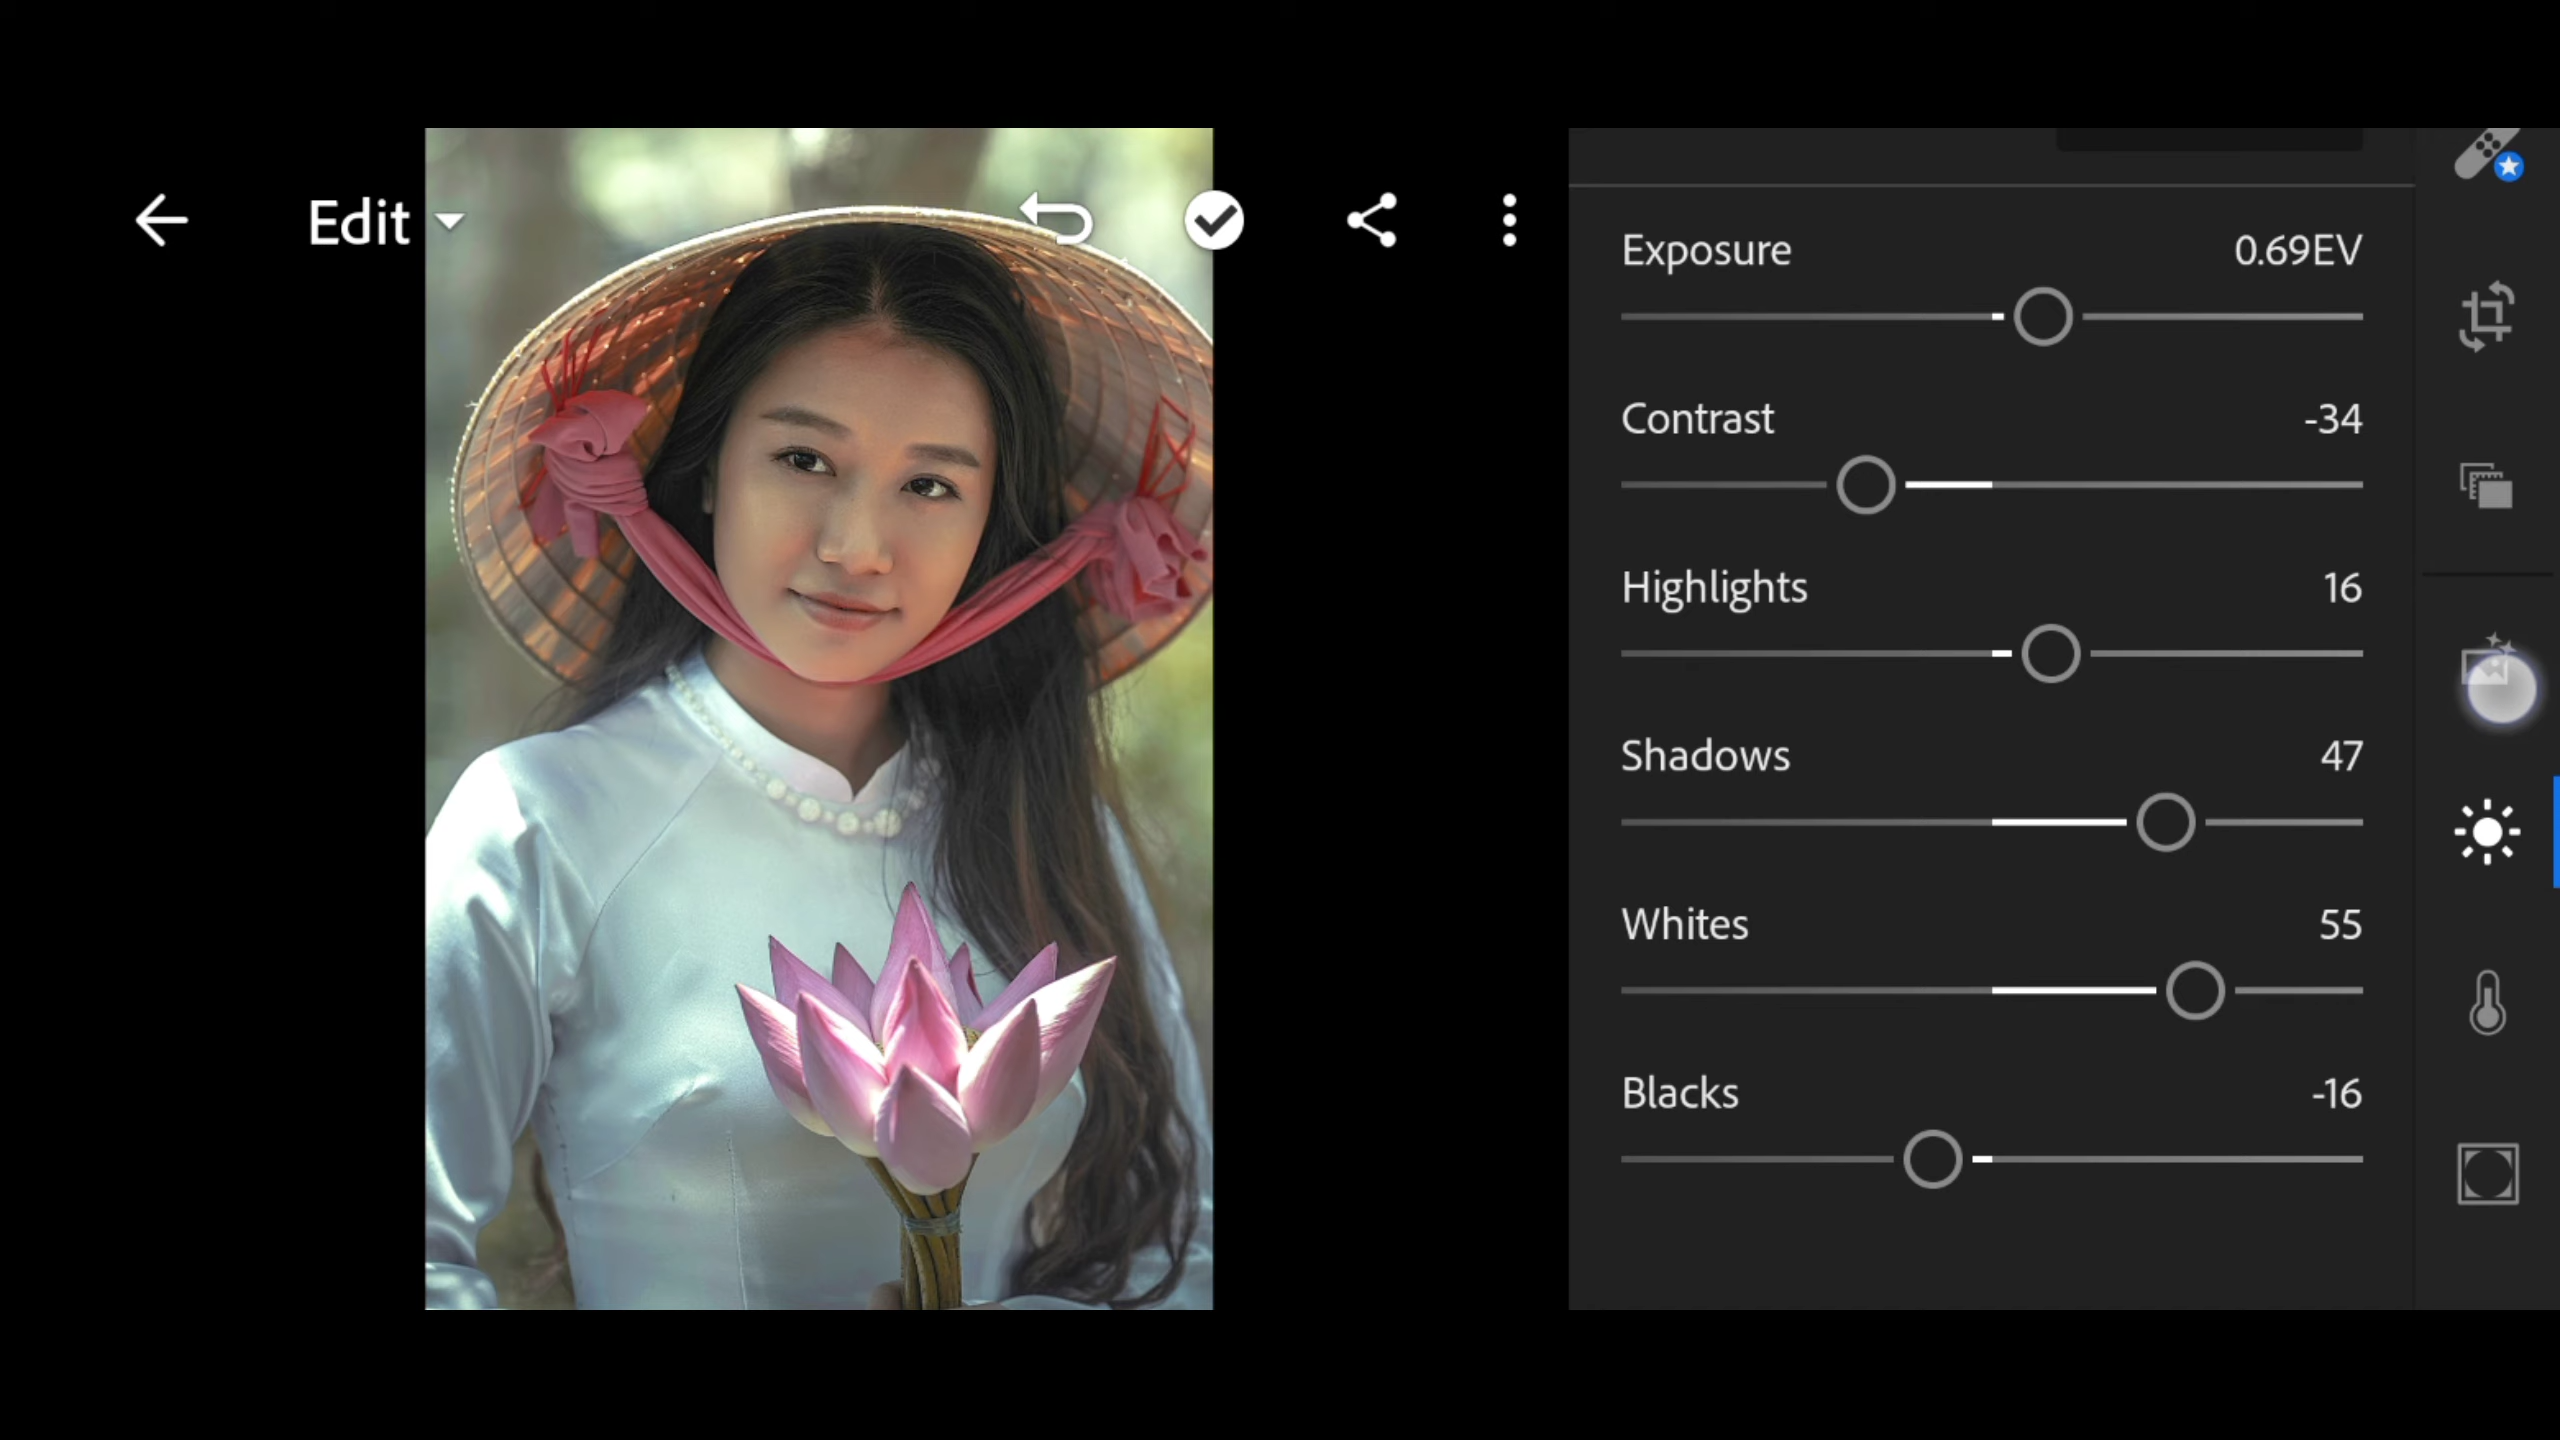 Edit
Exposure 0.69EV
Contrast -34
Highlights 16
Shadows 47
Whites 55
Blacks -16